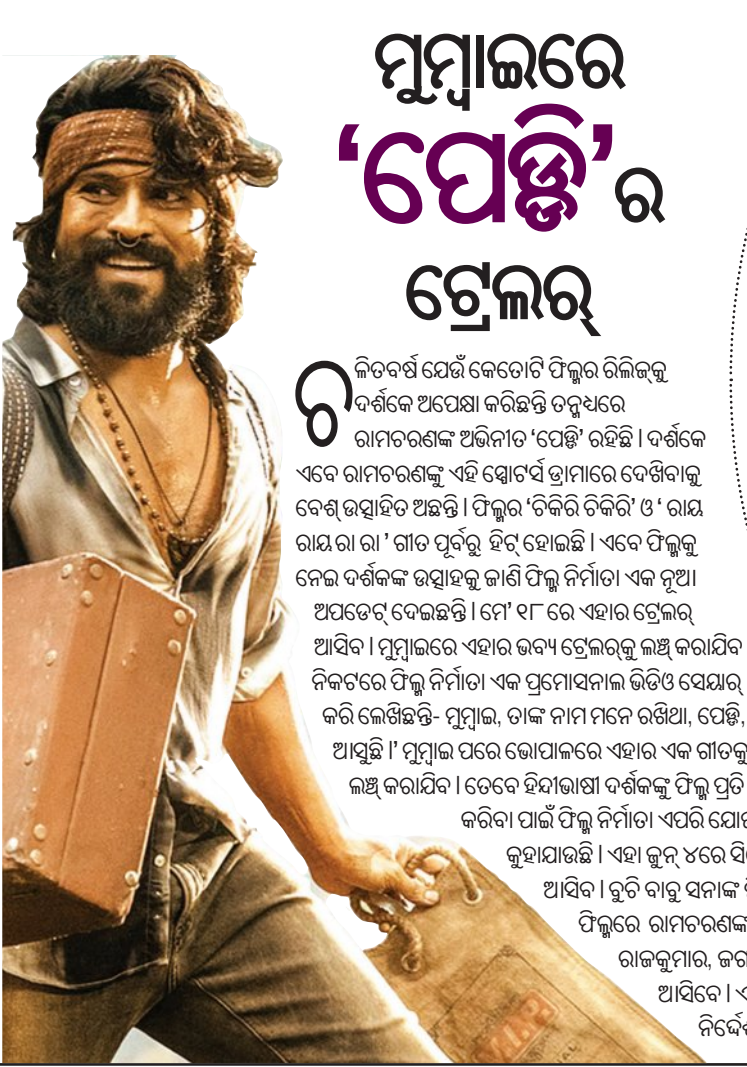 ମୁମ୍ବାଇରେ
‘ପେଡ୍ଡି’ର
ଟ୍ରେଲର୍
ଚଳିତବର୍ଷ ଯେଉଁ କେତୋଟି ଫିଲ୍ମର ରିଲିଜ୍‌କୁ
ଦର୍ଶକେ ଅପେକ୍ଷା କରିଛନ୍ତି ତନ୍ମଧ୍ୟରେ
ରାମଚରଣଙ୍କ ଅଭିନୀତ ‘ପେଡ୍ଡି’ ରହିଛି । ଦର୍ଶକେ
ଏବେ ରାମଚରଣଙ୍କୁ ଏହି ସ୍ପୋଟର୍ସ ଡ୍ରାମାରେ ଦେଖିବାକୁ
ବେଶ୍ ଉତ୍ସାହିତ ଅଛନ୍ତି । ଫିଲ୍ମର ‘ଚିକିରି ଚିକିରି’ ଓ ‘ ରାୟ
ରାୟ ରା ରା ’ ଗୀତ ପୂର୍ବରୁ ହିଟ୍ ହୋଇଛି । ଏବେ ଫିଲ୍ମକୁ
ନେଇ ଦର୍ଶକଙ୍କ ଉତ୍ସାହକୁ ଜାଣି ଫିଲ୍ମ ନିର୍ମାତା ଏକ ନୂଆ
ଅପଡେଟ୍ ଦେଇଛନ୍ତି । ମେ’ ୧୮ ରେ ଏହାର ଟ୍ରେଲର୍
ଆସିବ । ମୁମ୍ବାଇରେ ଏହାର ଭବ୍ୟ ଟ୍ରେଲର୍‌କୁ ଲଞ୍ଚ୍ କରାଯିବ
ନିକଟରେ ଫିଲ୍ମ ନିର୍ମାତା ଏକ ପ୍ରମୋସନାଲ ଭିଡିଓ ସେୟାର୍
କରି ଲେଖିଛନ୍ତି- ମୁମ୍ବାଇ, ତାଙ୍କ ନାମ ମନେ ରଖିଥା, ପେଡ୍ଡି,
ଆସୁଛି ।’ ମୁମ୍ବାଇ ପରେ ଭୋପାଳରେ ଏହାର ଏକ ଗୀତକୁ
ଲଞ୍ଚ୍ କରାଯିବ । ତେବେ ହିନ୍ଦୀଭାଷୀ ଦର୍ଶକଙ୍କୁ ଫିଲ୍ମ ପ୍ରତି
କରିବା ପାଇଁ ଫିଲ୍ମ ନିର୍ମାତା ଏପରି
କୁହାଯାଉଛି । ଏହା ଜୁନ୍ ୪ରେ
ଆସିବ । ବୁଚି ବାବୁ ସନାଙ୍କ
ଫିଲ୍ମରେ ରାମଚରଣଙ୍କ
ରାଜକୁମାର,
ଆସିବେ ।